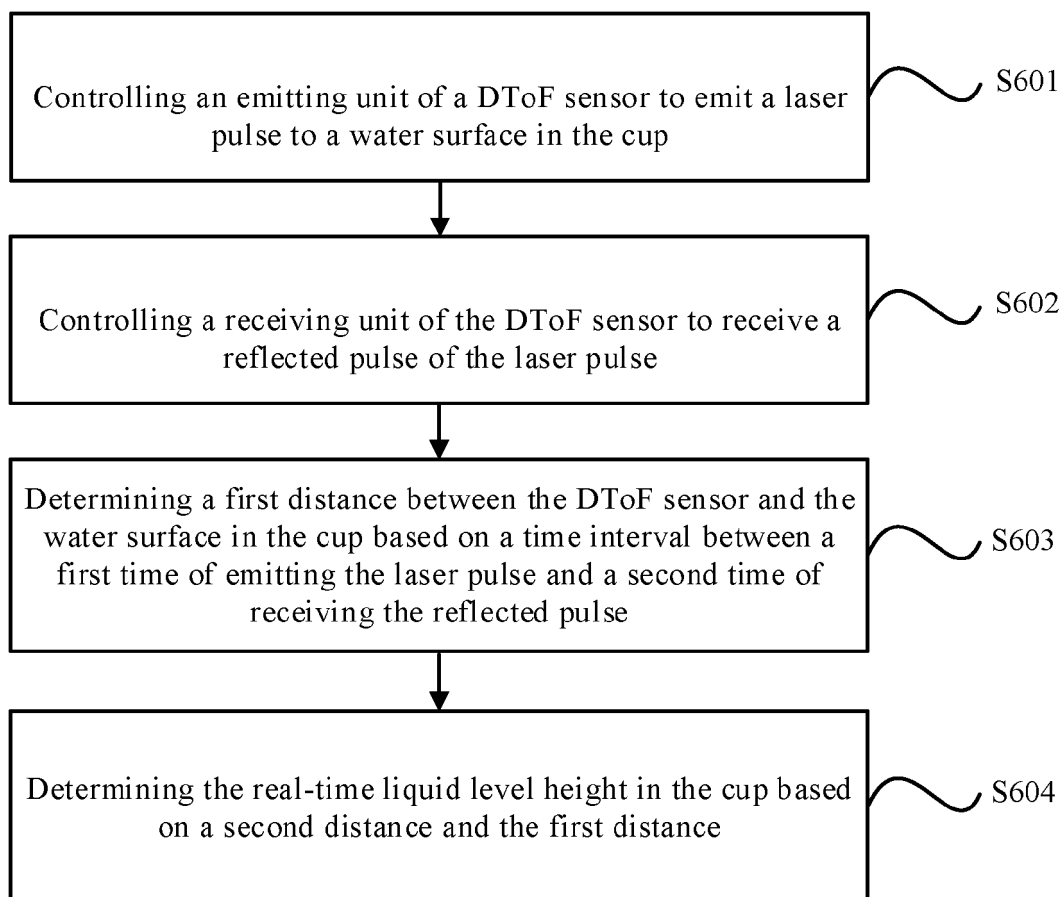 Controlling an emitting unit of a DToF sensor to emit a laser
pulse to a water surface in the cup
S601
Controlling a receiving unit of the DToF sensor to receive a
reflected pulse of the laser pulse
S602
Determining a first distance between the DToF sensor and the
water surface in the cup based on a time interval between a
first time of emitting the laser pulse and a second time of
receiving the reflected pulse
S603
Determining the real-time liquid level height in the cup based
on a second distance and the first distance
S604